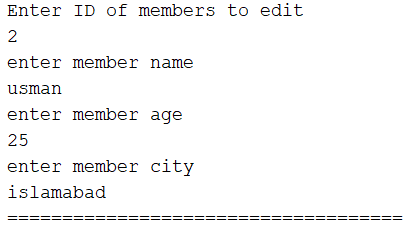 Enter ID of members to edit
2
enter member name
usman
enter member age
25
enter member city
islamabad
====================================